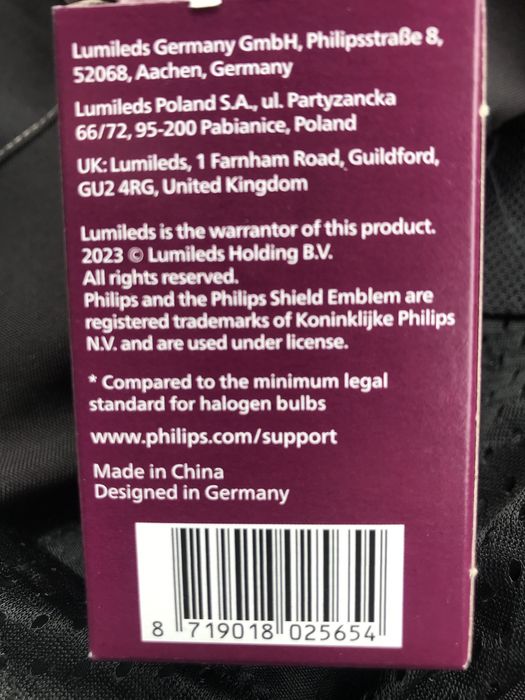 Lumileds Germany GmbH, Philipsstraße 8,
52068, Aachen, Germany
Lumileds Poland S.A., ul. Partyzancka
66/72, 95-200 Pabianice, Poland
UK: Lumileds, 1 Farnham Road, Guildford,
GU2 4RG, United Kingdom
Lumileds is the warrantor of this product.
2023 © Lumileds Holding B.V.
All rights reserved.
Philips and the Philips Shield Emblem are
registered trademarks of Koninklijke Philips
N.V. and are used under license.
* Compared to the minimum legal
standard for halogen bulbs
www.philips.com/support
Made in China
Designed in Germany
8 719018 025654